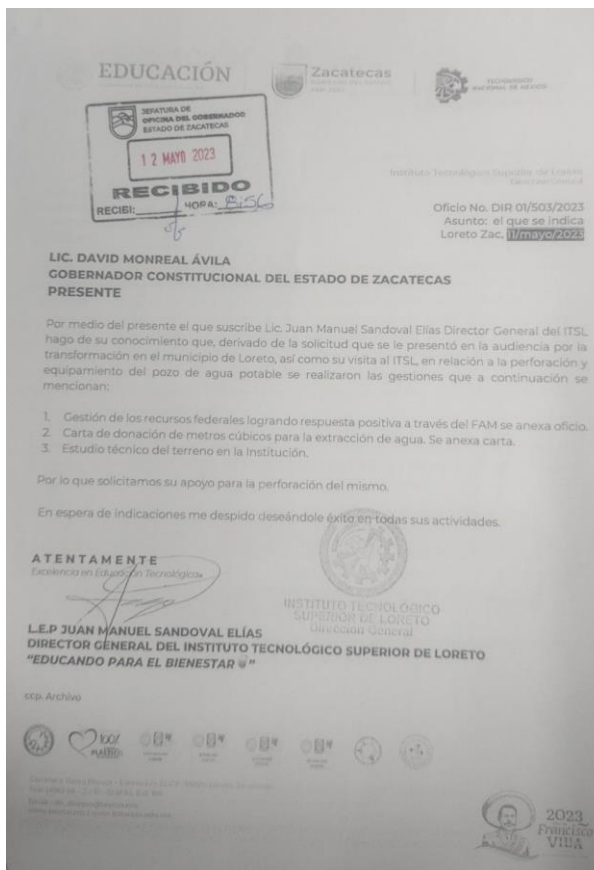 EDUCACIÓN
Zacatecas
TECNOLÓGICO
NACIONAL DE MÉXICO
JEFATURA DE
OFICINA DEL GOBERNADOR
ESTADO DE ZACATECAS
12 MAYO 2023
RECIBIDO
RECIBI: HORA:
Instituto Tecnológico Superior de Loreto
Oficio No. DIR 01/503/2023
Asunto: el que se indica
Loreto Zac, 11/mayo/2023
LIC. DAVID MONREAL ÁVILA
GOBERNADOR CONSTITUCIONAL DEL ESTADO DE ZACATECAS
PRESENTE
Por medio del presente el que suscribe Lic. Juan Manuel Sandoval Elías Director General del ITSL,
hago de su conocimiento que, derivado de la solicitud que se le presentó en la audiencia por la
transformación en el municipio de Loreto, así como su visita al ITSL, en relación a la perforación y
equipamiento del pozo de agua potable se realizaron las gestiones que a continuación se
mencionan:
1. Gestión de los recursos federales logrando respuesta positiva a través del FAM se anexa oficio.
2. Carta de donación de metros cúbicos para la extracción de agua. Se anexa carta.
3. Estudio técnico del terreno en la Institución.
Por lo que solicitamos su apoyo para la perforación del mismo.
En espera de indicaciones me despido deseándole éxito en todas sus actividades.
ATENTAMENTE
Excelencia en Educación Tecnológica
INSTITUTO TECNOLÓGICO
SUPERIOR DE LORETO
Dirección General
L.E.P JUAN MANUEL SANDOVAL ELÍAS
DIRECTOR GENERAL DEL INSTITUTO TECNOLÓGICO SUPERIOR DE LORETO
"EDUCANDO PARA EL BIENESTAR"
ccp. Archivo
100%
2023
Francisco
VILLA